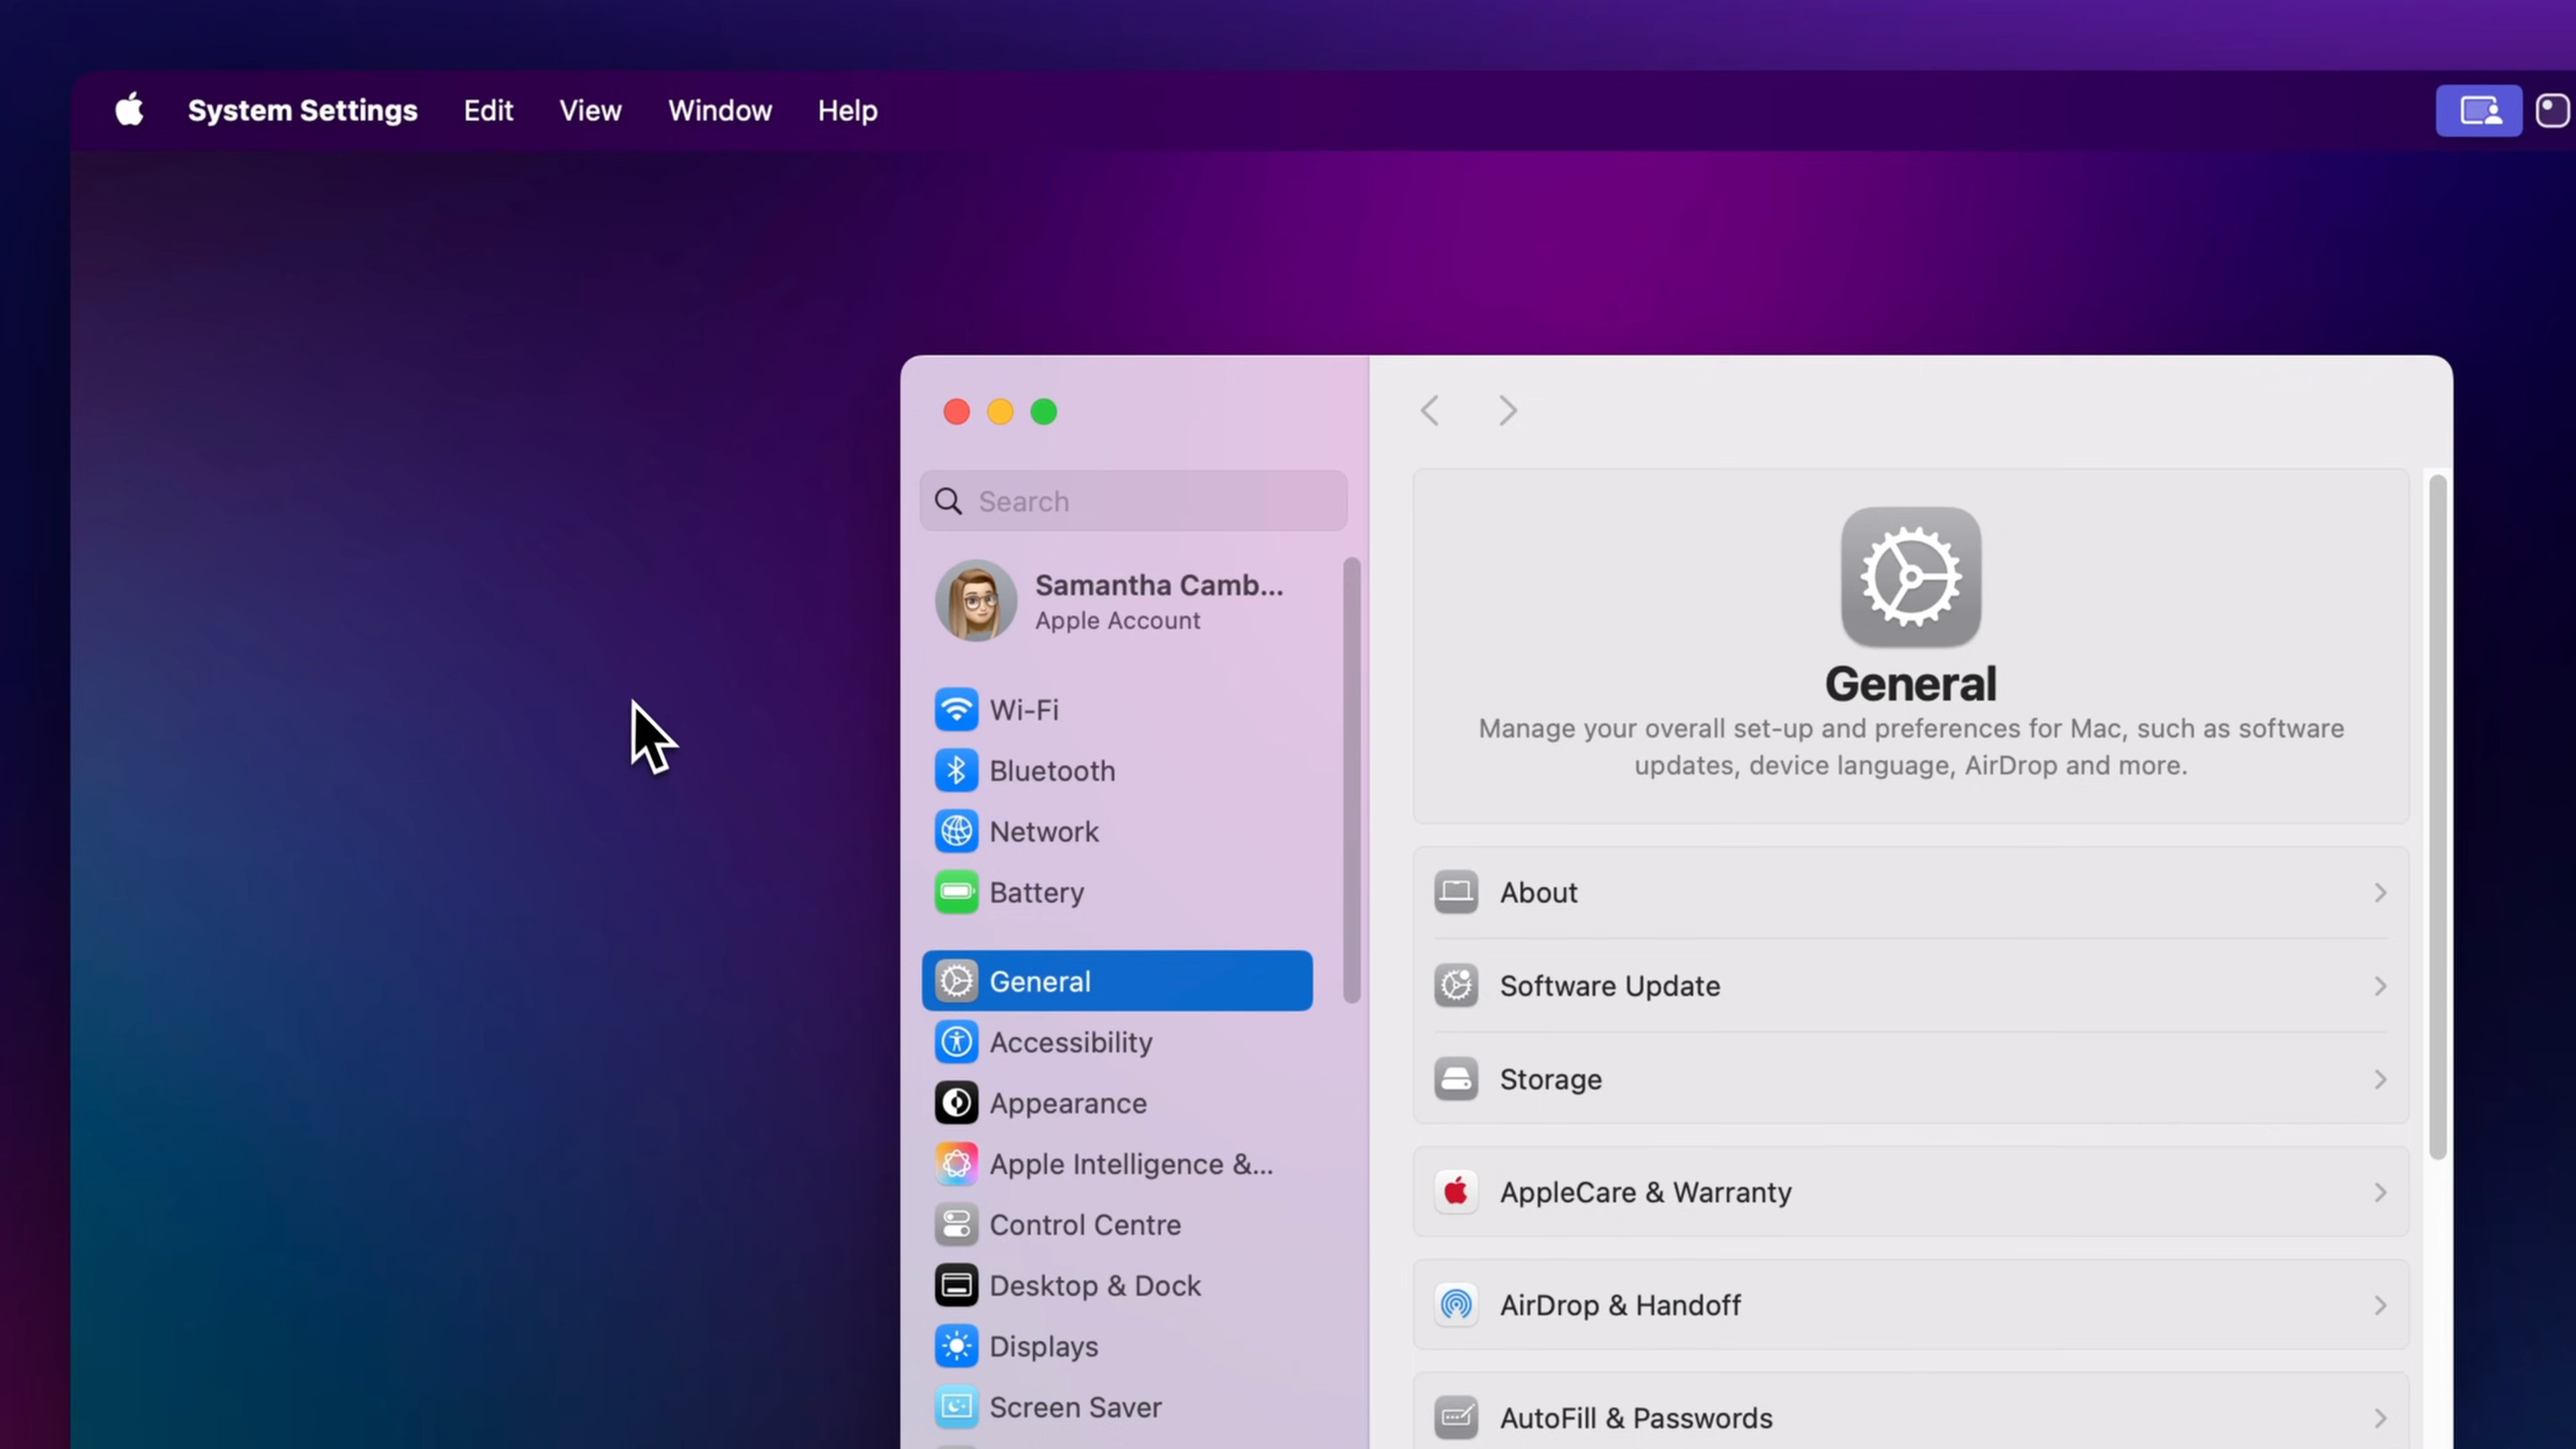 System Settings Edit View Window Help
Search
Samantha Camb...
Apple Account
Wi-Fi
Bluetooth
Network
Battery
General
Accessibility
Appearance
Apple Intelligence &...
Control Centre
Desktop & Dock
Displays
Screen Saver
General
Manage your overall set-up and preferences for Mac, such as software
updates, device language, AirDrop and more.
About
Software Update
Storage
AppleCare & Warranty
AirDrop & Handoff
AutoFill & Passwords